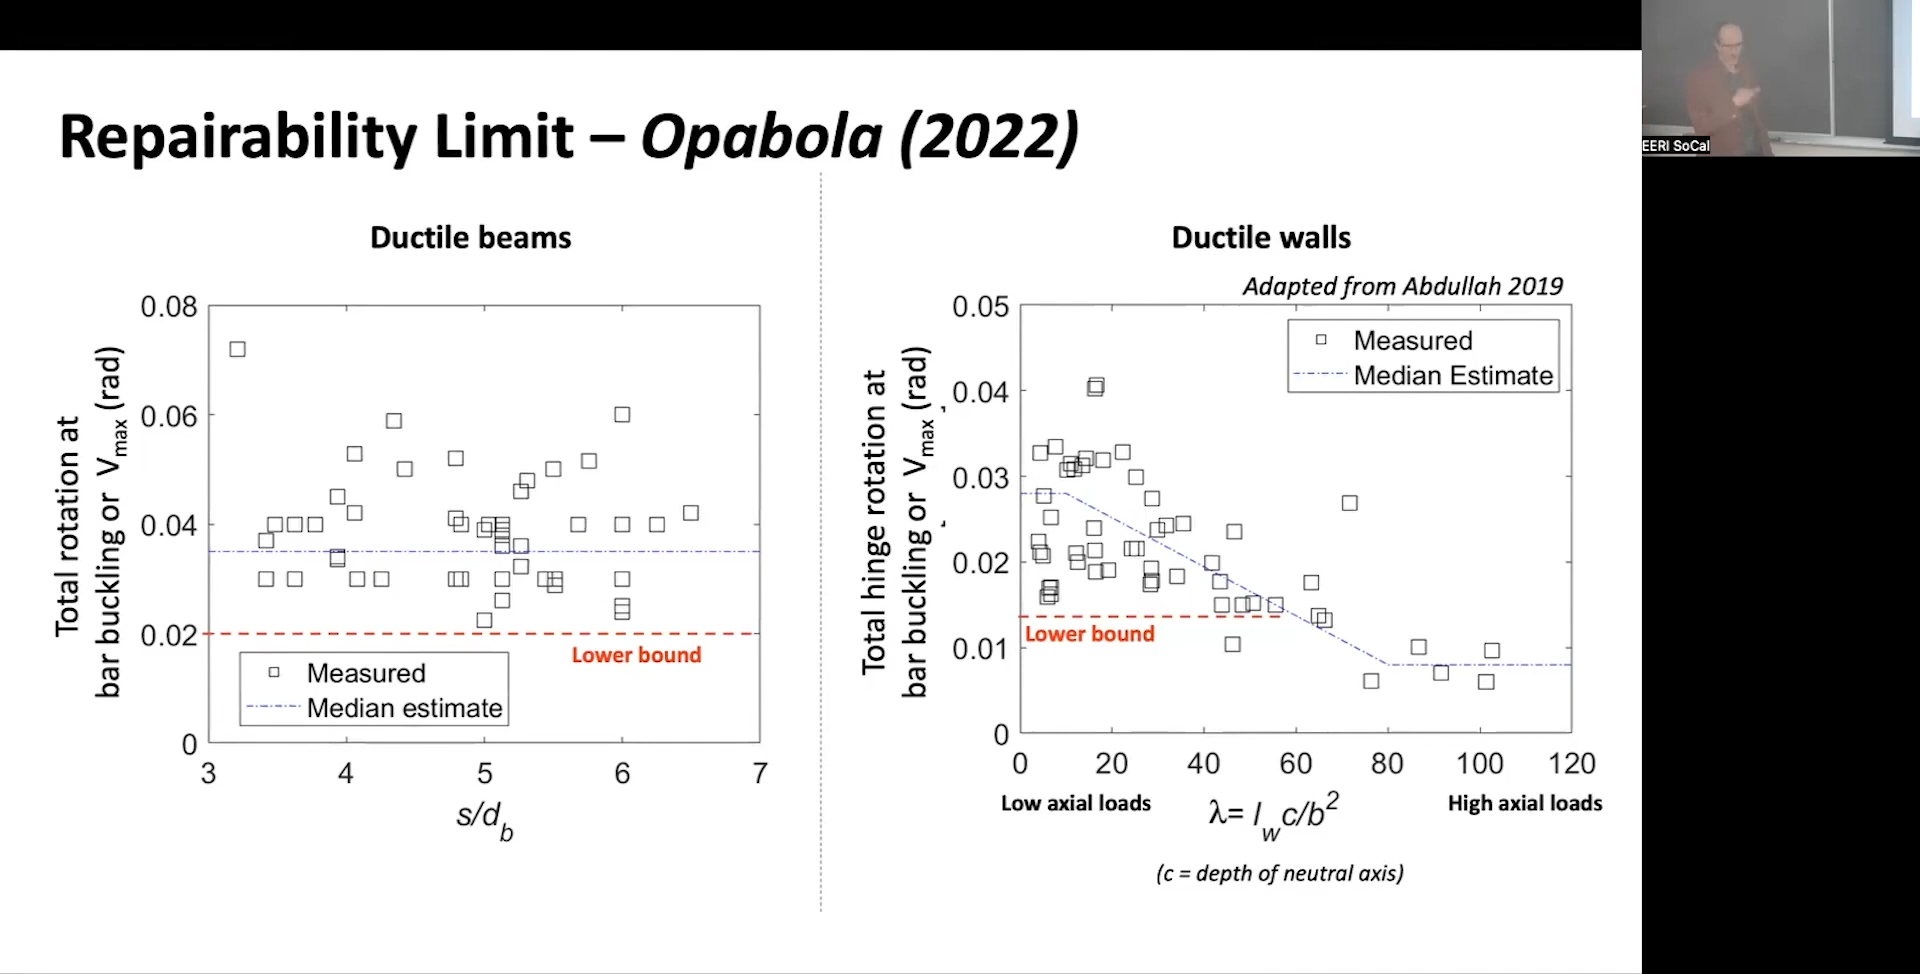 Repairability Limit – Opabola (2022)
EERI SoCal
Ductile beams
Total rotation at
bar buckling or V_max (rad)
0.08
0.06
0.04
0.02
0
Lower bound
Measured
Median estimate
3 4 5 6 7
s/d_b
Ductile walls
Adapted from Abdullah 2019
Total hinge rotation at
bar buckling or V_max (rad)
0.05
0.04
0.03
0.02
0.01
0
Measured
Median Estimate
Lower bound
0 20 40 60 80 100 120
Low axial loads
High axial loads
λ= l_w c/b²
(c = depth of neutral axis)